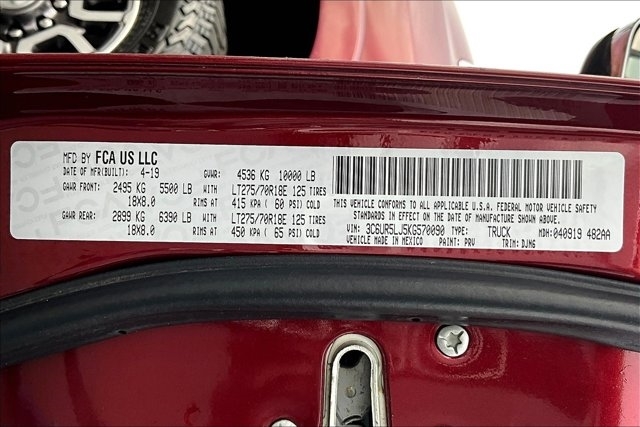 MFD BY FCA US LLC
DATE OF MFR(BUILT): 4-19 GVWR: 4536 KG 10000 LB
GAWR FRONT: 2495 KG 5500 LB WITH LT275/70R18E 125 TIRES
18X8.0 RIMS AT 415 KPA ( 60 PSI) COLD
GAWR REAR: 2899 KG 6390 LB WITH LT275/70R18E 125 TIRES
18X8.0 RIMS AT 450 KPA ( 65 PSI) COLD
THIS VEHICLE CONFORMS TO ALL APPLICABLE U.S.A. FEDERAL MOTOR VEHICLE SAFETY
STANDARDS IN EFFECT ON THE DATE OF MANUFACTURE SHOWN ABOVE.
VIN: 3C6UR5LJ5KG570090 TYPE: TRUCK MDH: 040919 482AA
VEHICLE MADE IN MEXICO PAINT: PRV TRIM: DJM6